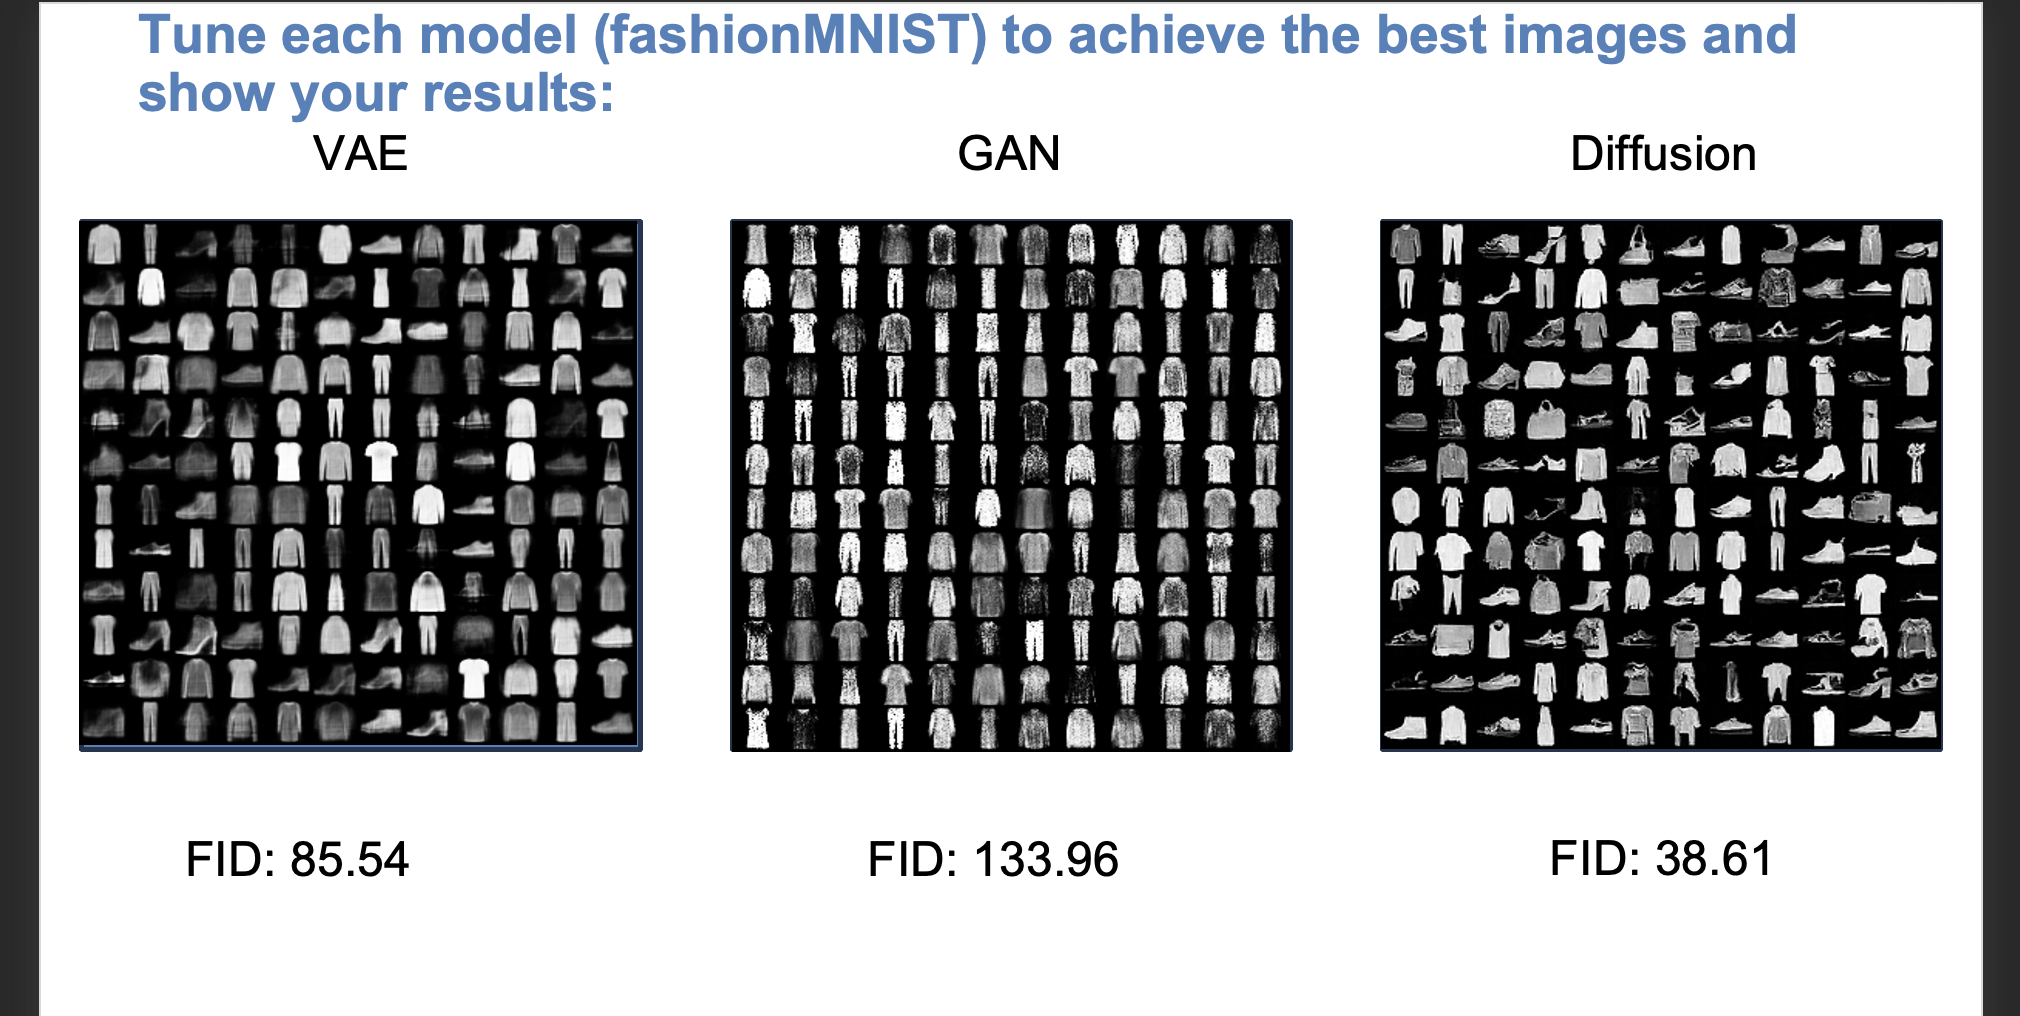 Tune each model (fashionMNIST) to achieve the best images and
show your results:
VAE
GAN
Diffusion
FID: 85.54
FID: 133.96
FID: 38.61